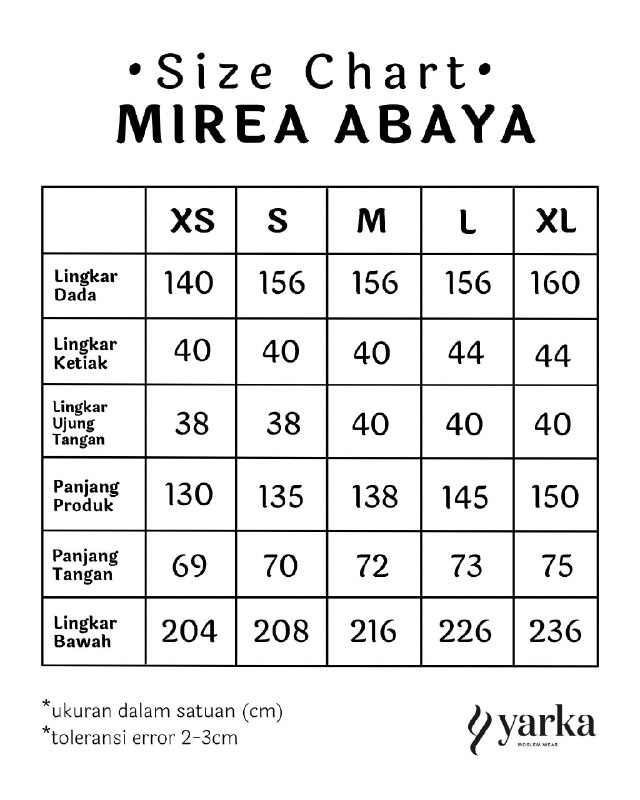 •Size Chart•
MIREA ABAYA
XS S M L XL
Lingkar
Dada
140 156 156 156 160
Lingkar
Ketiak
40 40 40 44 44
Lingkar
Ujung
Tangan
38 38 40 40 40
Panjang
Produk
130 135 138 145 150
Panjang
Tangan
69 70 72 73 75
Lingkar
Bawah
204 208 216 226 236
*ukuran dalam satuan (cm)
*toleransi error 2-3cm
yarka
MOSLEM WEAR